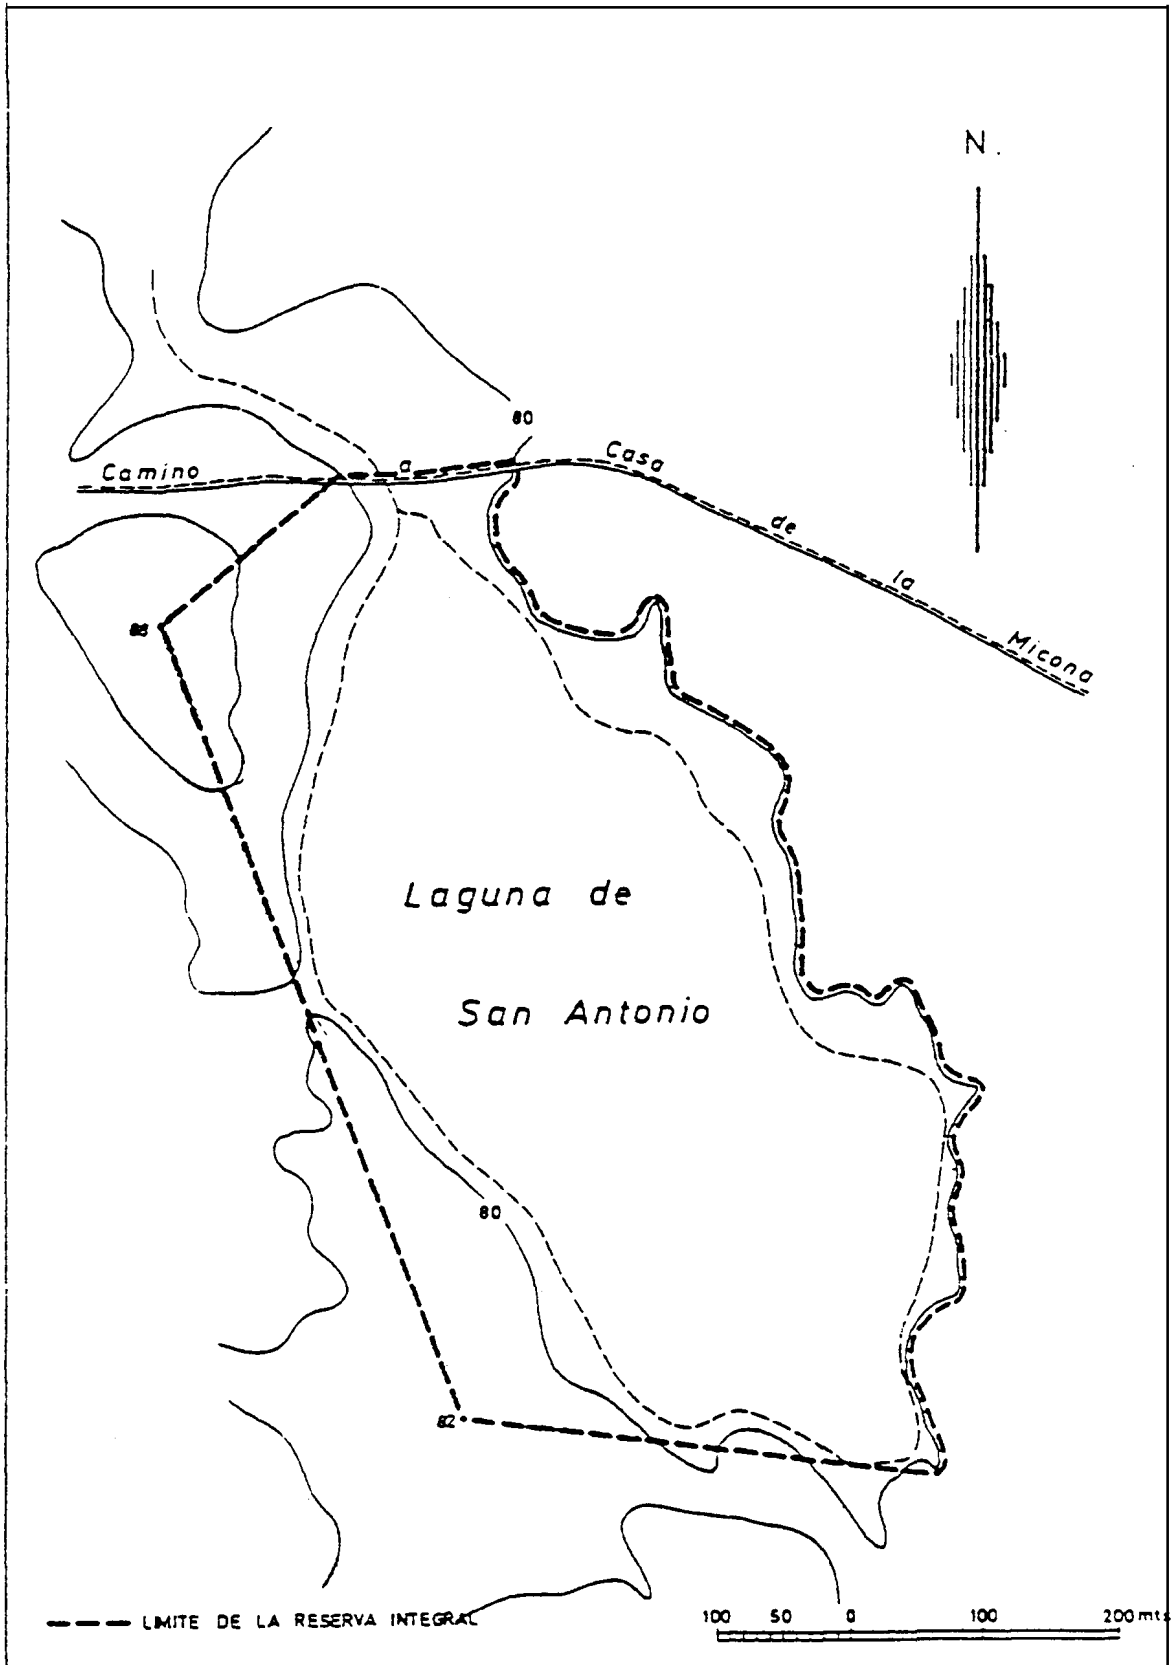 N.
80
Camino a Casa de la Micona
Laguna de
San Antonio
80
82
LIMITE DE LA RESERVA INTEGRAL
100 50 0 100 200 mts